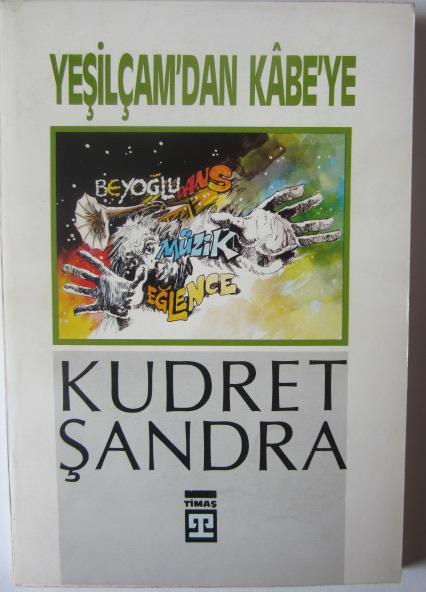 YEŞİLÇAM'DAN KÂBE'YE
BEYOĞLU DANS
MÜZİK
EĞLENCE
KUDRET
ŞANDRA
TİMAŞ
T